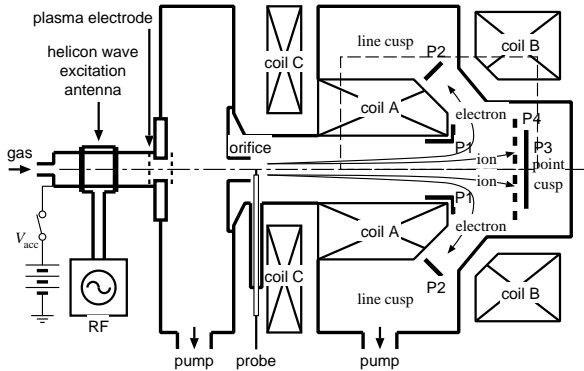 plasma electrode
helicon wave
excitation
antenna
gas
V_acc
RF
pump
orifice
probe
coil C
coil C
line cusp
coil A
P2
coil B
electron
P4
P1
P3
ion
point
ion
cusp
P1
coil A
electron
P2
line cusp
coil B
pump